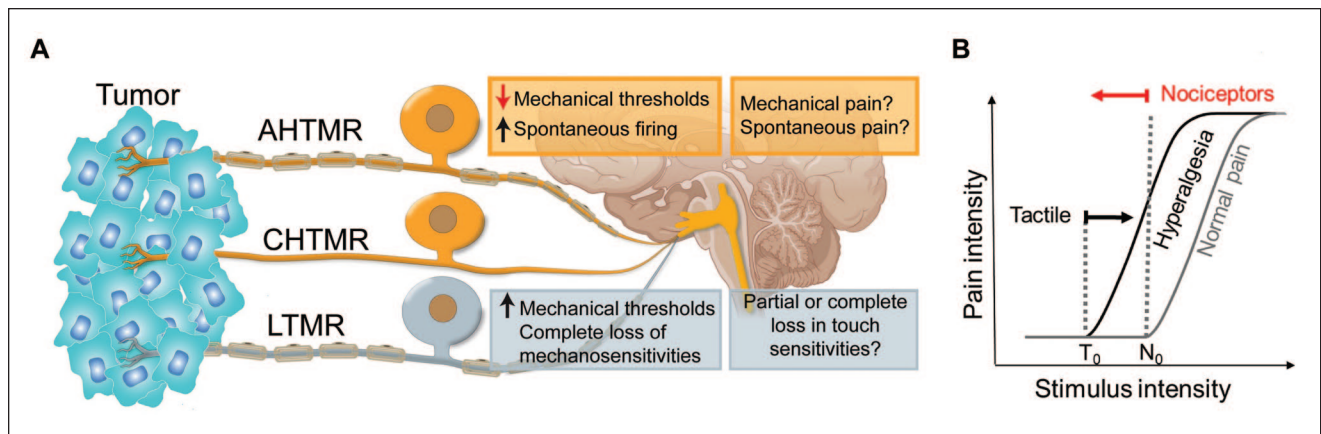 A
Tumor
AHTMR
CHTMR
LTMR
↓ Mechanical thresholds
↑ Spontaneous firing
Mechanical pain?
Spontaneous pain?
↑ Mechanical thresholds
Complete loss of
mechanosensitivities
Partial or complete
loss in touch
sensitivities?
B
Nociceptors
Tactile
Hyperalgesia
Normal pain
Pain intensity
T₀
N₀
Stimulus intensity